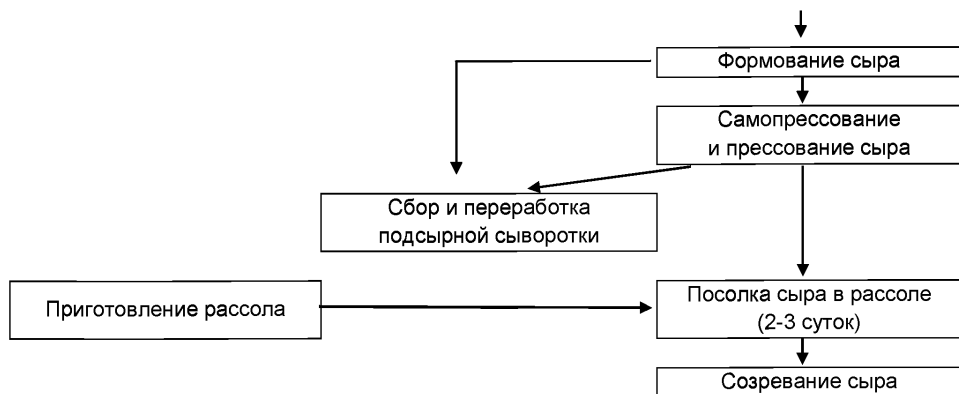 Формование сыра
Самопрессование
и прессование сыра
Сбор и переработка
подсырной сыворотки
Приготовление рассола
Посолка сыра в рассоле
(2-3 суток)
Созревание сыра